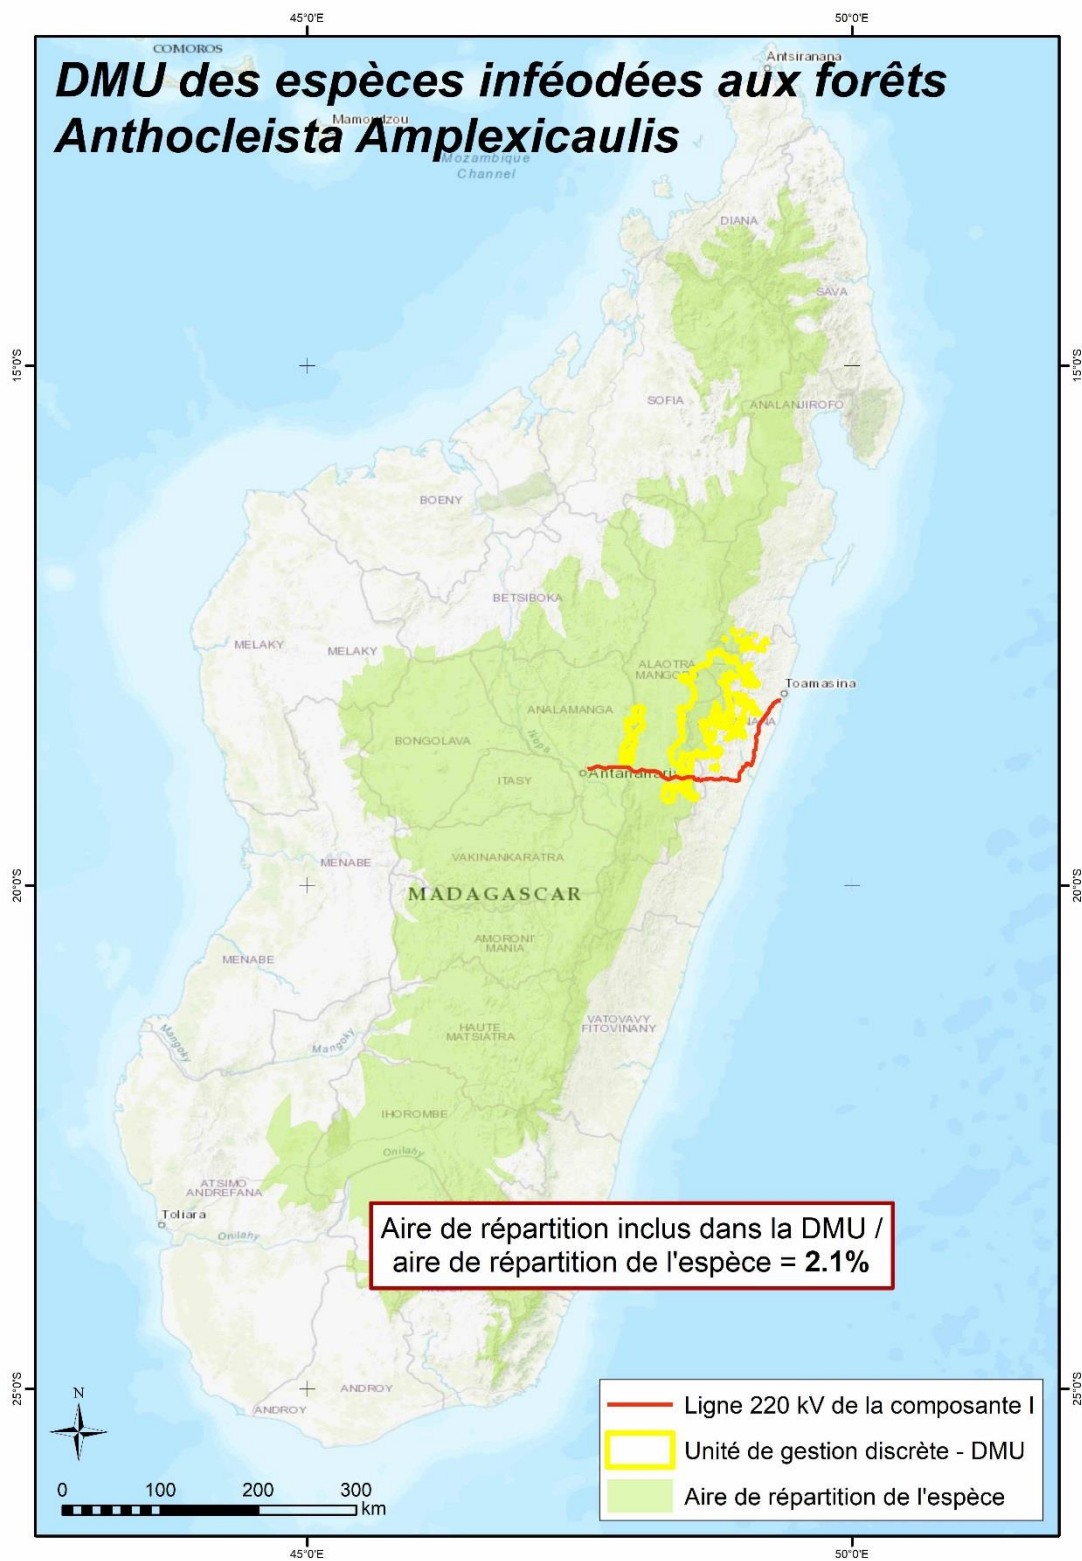 45°0'E 50°0'E
COMOROS
Antsiranana
DMU des espèces inféodées aux forêts
Anthocleista Amplexicaulis
Mamoudzou
Mozambique
Channel
DIANA
SAVA
15°0'S 15°0'S
SOFIA
ANALANJIROFO
BOENY
BETSIBOKA
MELAKY
MELAKY
ALAOTRA
Toamasina
ANALAMANGA
BONGOLAVA
Ikopa
ITASY
MENABE
VAKINANKARATRA
20°0'S 20°0'S
MADAGASCAR
AMORONI'
MANIA
MENABE
VATOVAVY
FITOVINANY
HAUTE
MATSIATRA
Mangoky
Mangoky
IHOROMBE
Onilahy
ATSIMO
ANDREFANA
Toliara
Onilahy
Aire de répartition inclus dans la DMU /
aire de répartition de l'espèce = 2.1%
25°0'S 25°0'S
ANDROY
ANDROY
N
0 100 200 300
km
Ligne 220 kV de la composante I
Unité de gestion discrète - DMU
Aire de répartition de l'espèce
45°0'E 50°0'E